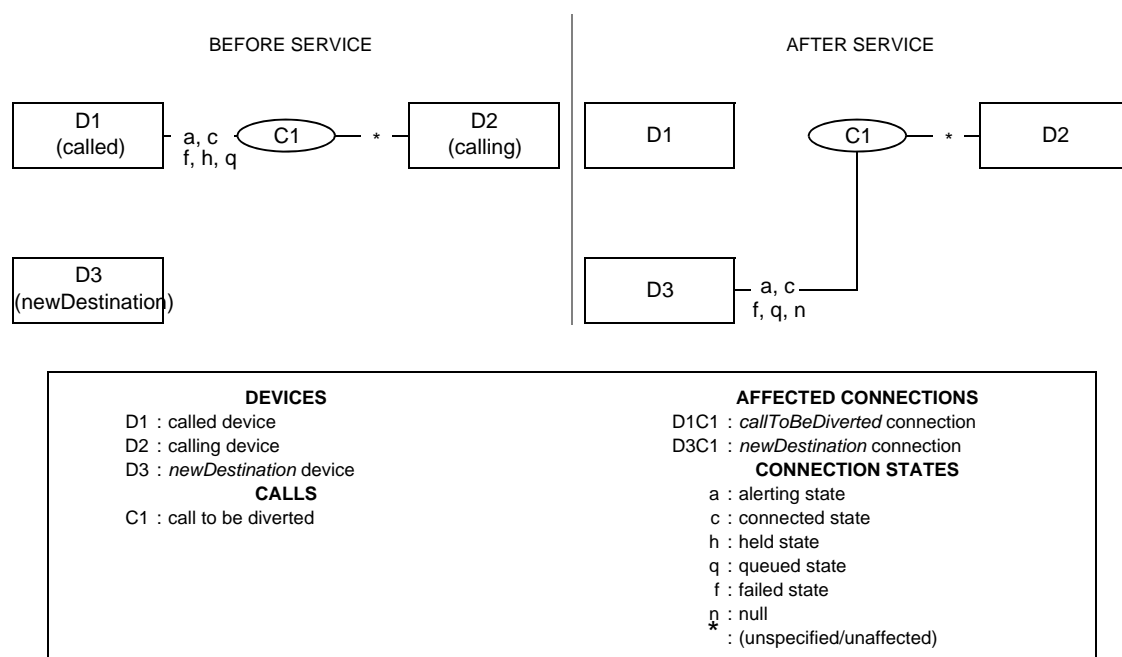 BEFORE SERVICE
AFTER SERVICE
D1
(called)
a, c
f, h, q
C1
*
D2
(calling)
D3
(newDestination)
D1
C1
*
D2
D3
a, c
f, q, n
DEVICES
D1 : called device
D2 : calling device
D3 : newDestination device
CALLS
C1 : call to be diverted
AFFECTED CONNECTIONS
D1C1 : callToBeDiverted connection
D3C1 : newDestination connection
CONNECTION STATES
a : alerting state
c : connected state
h : held state
q : queued state
f : failed state
n : null
* : (unspecified/unaffected)